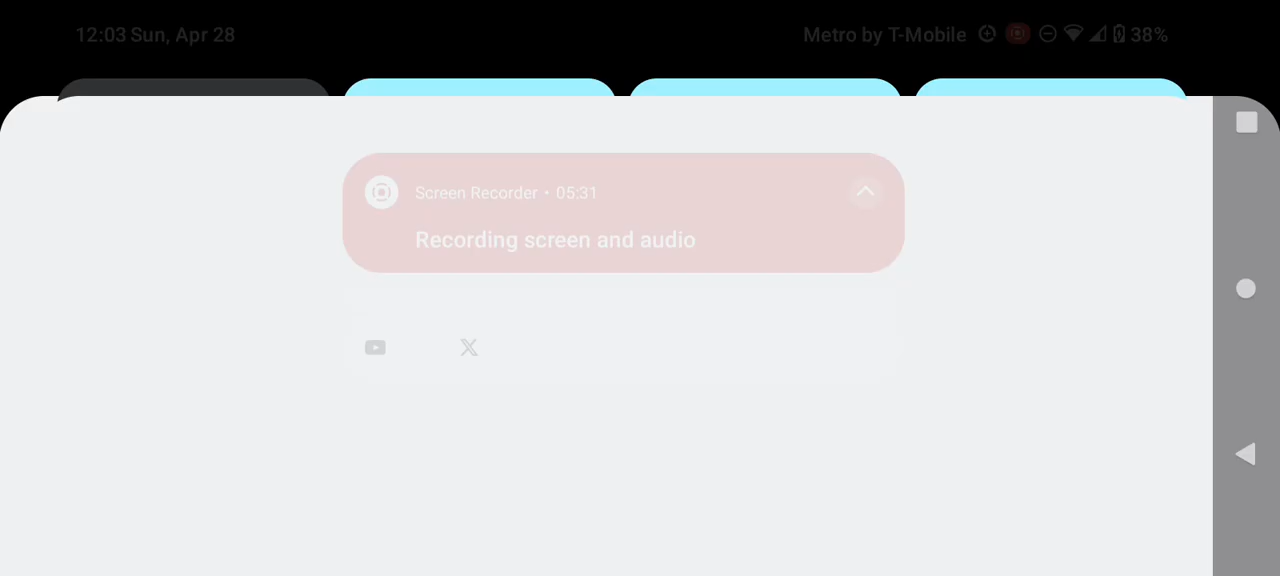 12:03 Sun, Apr 28
Metro by T-Mobile 38%
Screen Recorder • 05:31
Recording screen and audio